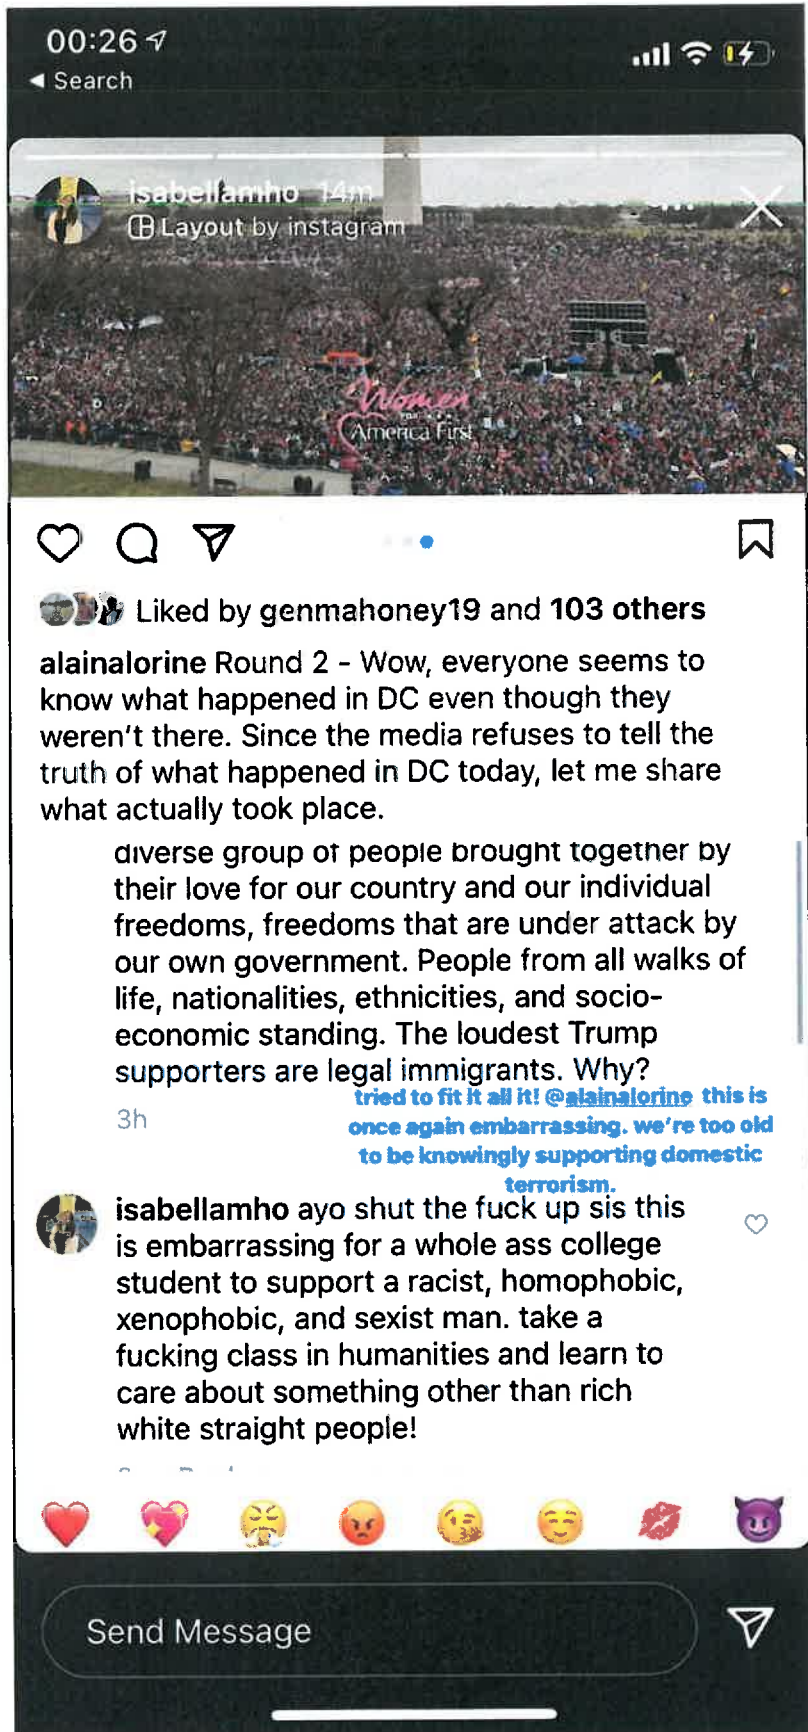 00:26
◄ Search
isabellamho 14m
Layout by instagram
Women
FOR
America First
Liked by genmahoney19 and 103 others
alainalorine Round 2 - Wow, everyone seems to
know what happened in DC even though they
weren't there. Since the media refuses to tell the
truth of what happened in DC today, let me share
what actually took place.
diverse group of people brought together by
their love for our country and our individual
freedoms, freedoms that are under attack by
our own government. People from all walks of
life, nationalities, ethnicities, and socio-
economic standing. The loudest Trump
supporters are legal immigrants. Why?
3h
tried to fit it all it! @alainalorine this is
once again embarrassing. we're too old
to be knowingly supporting domestic
terrorism.
isabellamho ayo shut the fuck up sis this
is embarrassing for a whole ass college
student to support a racist, homophobic,
xenophobic, and sexist man. take a
fucking class in humanities and learn to
care about something other than rich
white straight people!
Send Message